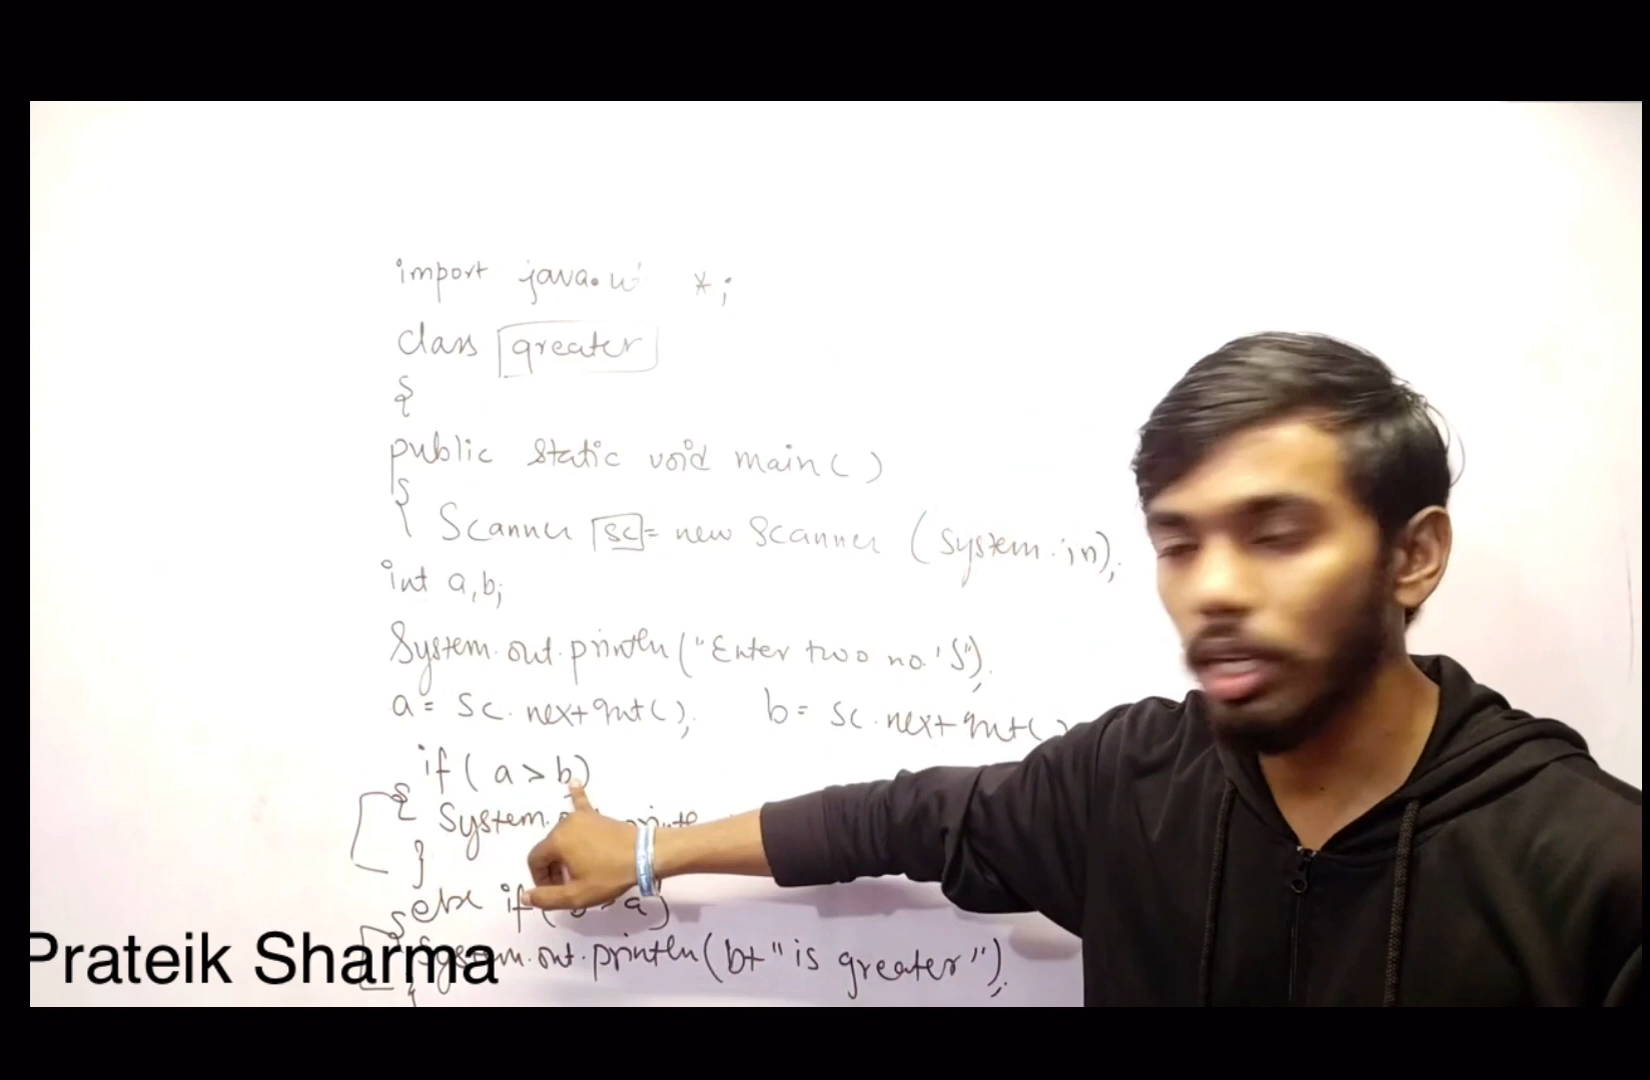 import java.u *;
class greater
{
public static void main()
{ Scanner sc = new Scanner (System.in);
int a,b;
System.out.println("Enter two no.'s");
a = sc.nextInt(); b = sc.nextInt()
if( a>b)
{ System.
}
else if( >a)
{ System.out.println(b+"is greater");
Prateik Sharma